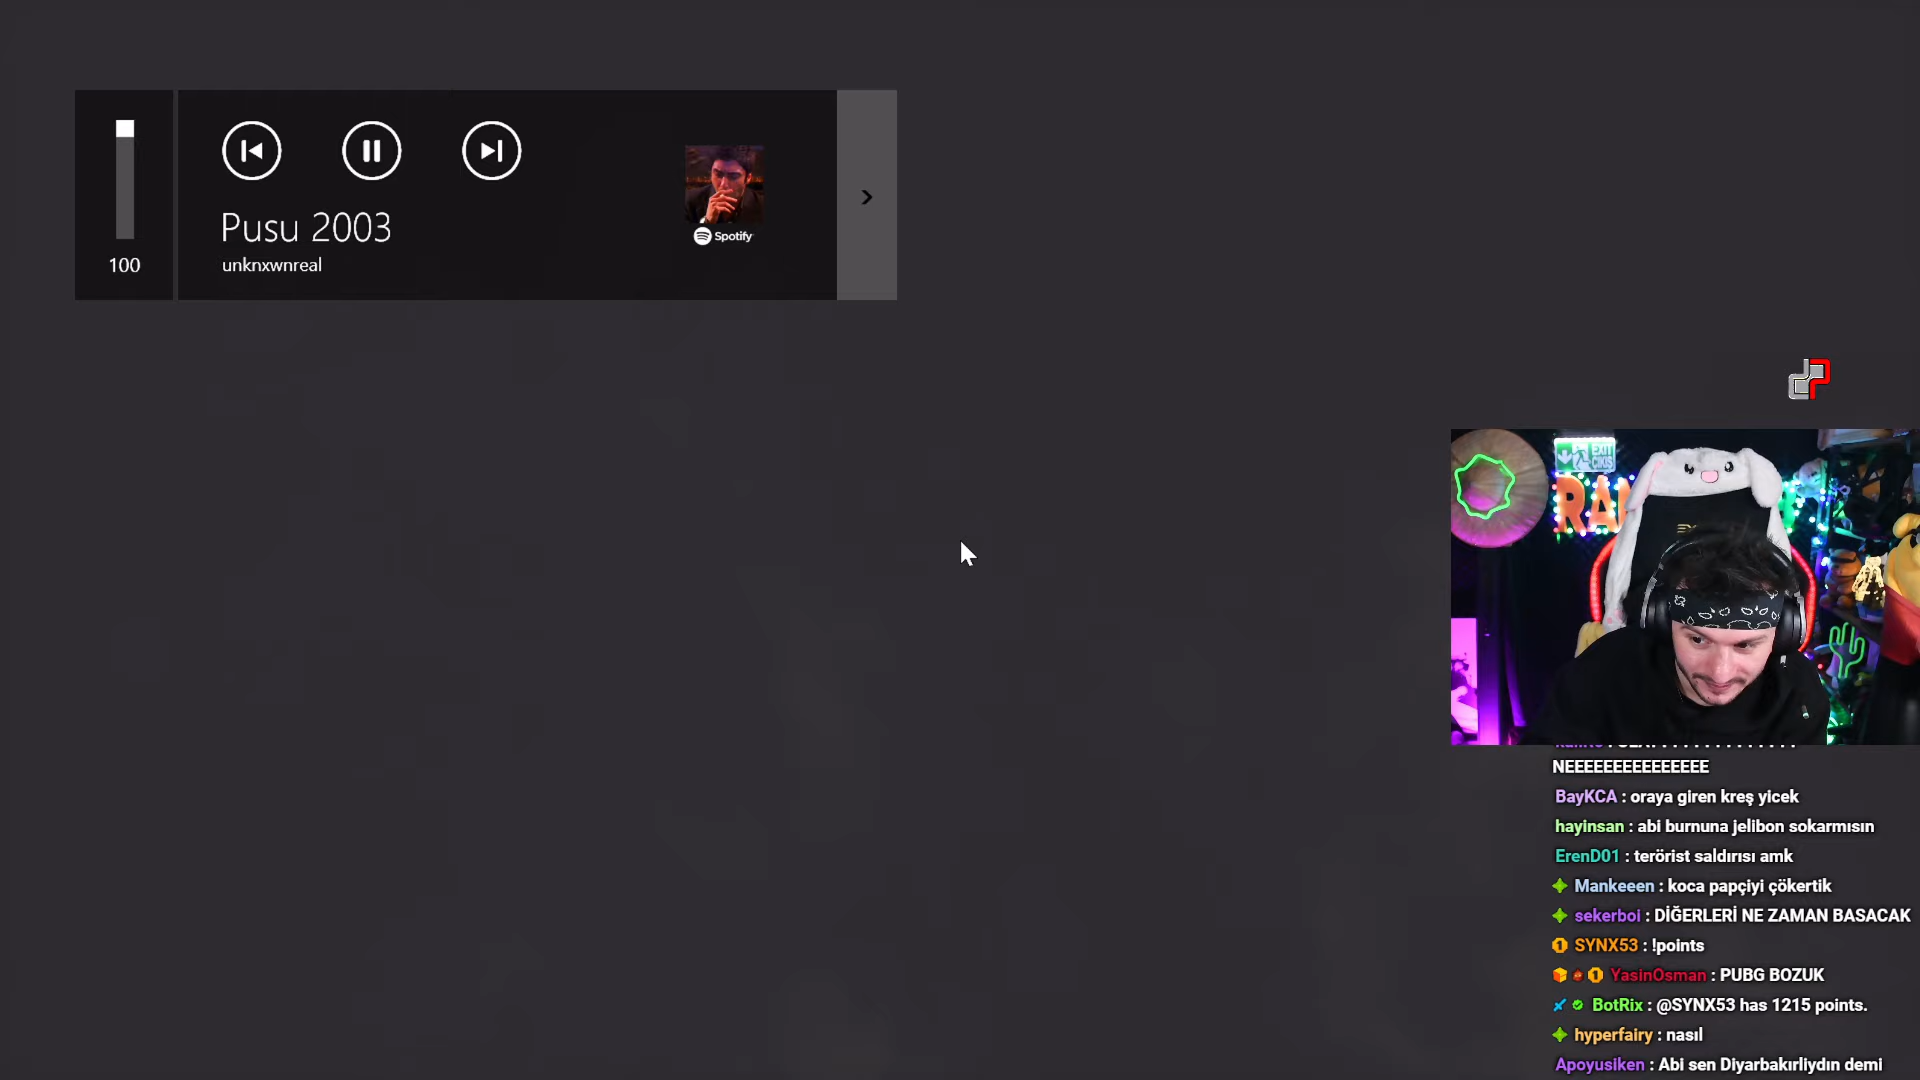 100
Pusu 2003
unknxwnreal
Spotify
EXIT
ÇIKIŞ
NEEEEEEEEEEEEEEE
BayKCA : oraya giren kreş yicek
hayinsan : abi burnuna jelibon sokarmısın
ErenD01 : terörist saldırısı amk
Mankeeen : koca papçiyi çökertik
sekerboi : DİĞERLERİ NE ZAMAN BASACAK
SYNX53 : !points
YasinOsman : PUBG BOZUK
BotRix : @SYNX53 has 1215 points.
hyperfairy : nasıl
Apoyusiken : Abi sen Diyarbakırliydın demi